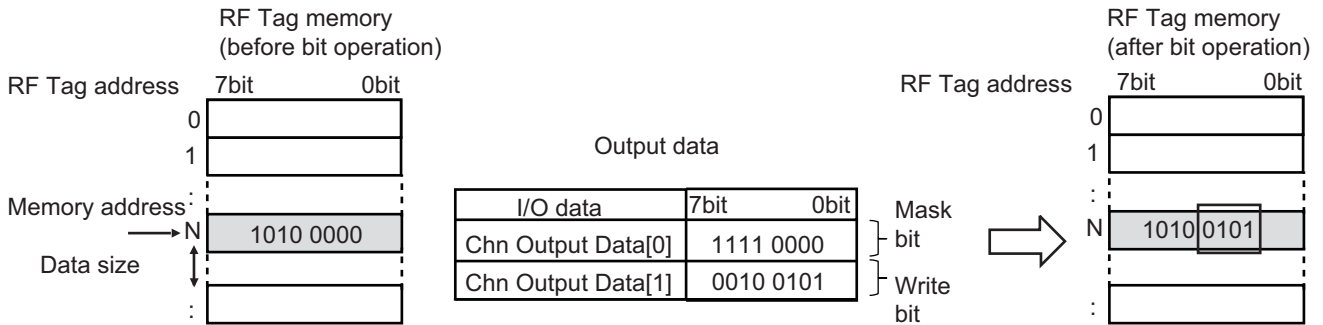 RF Tag memory
(before bit operation)
RF Tag address
7bit 0bit
0
1
:
Memory address
N 1010 0000
Data size
:
Output data
I/O data 7bit 0bit
Chn Output Data[0] 1111 0000
Chn Output Data[1] 0010 0101
Mask
bit
Write
bit
RF Tag memory
(after bit operation)
RF Tag address
7bit 0bit
0
1
:
N 1010 0101
: